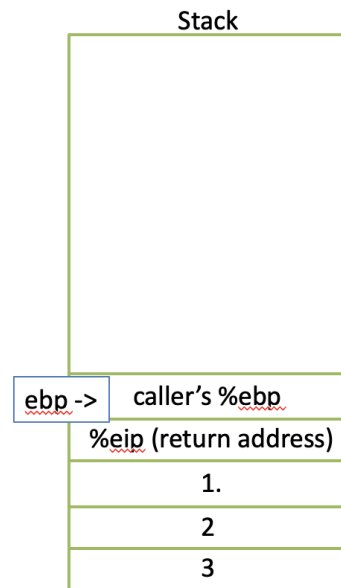 Stack
ebp -> caller's %ebp
%eip (return address)
1.
2
3